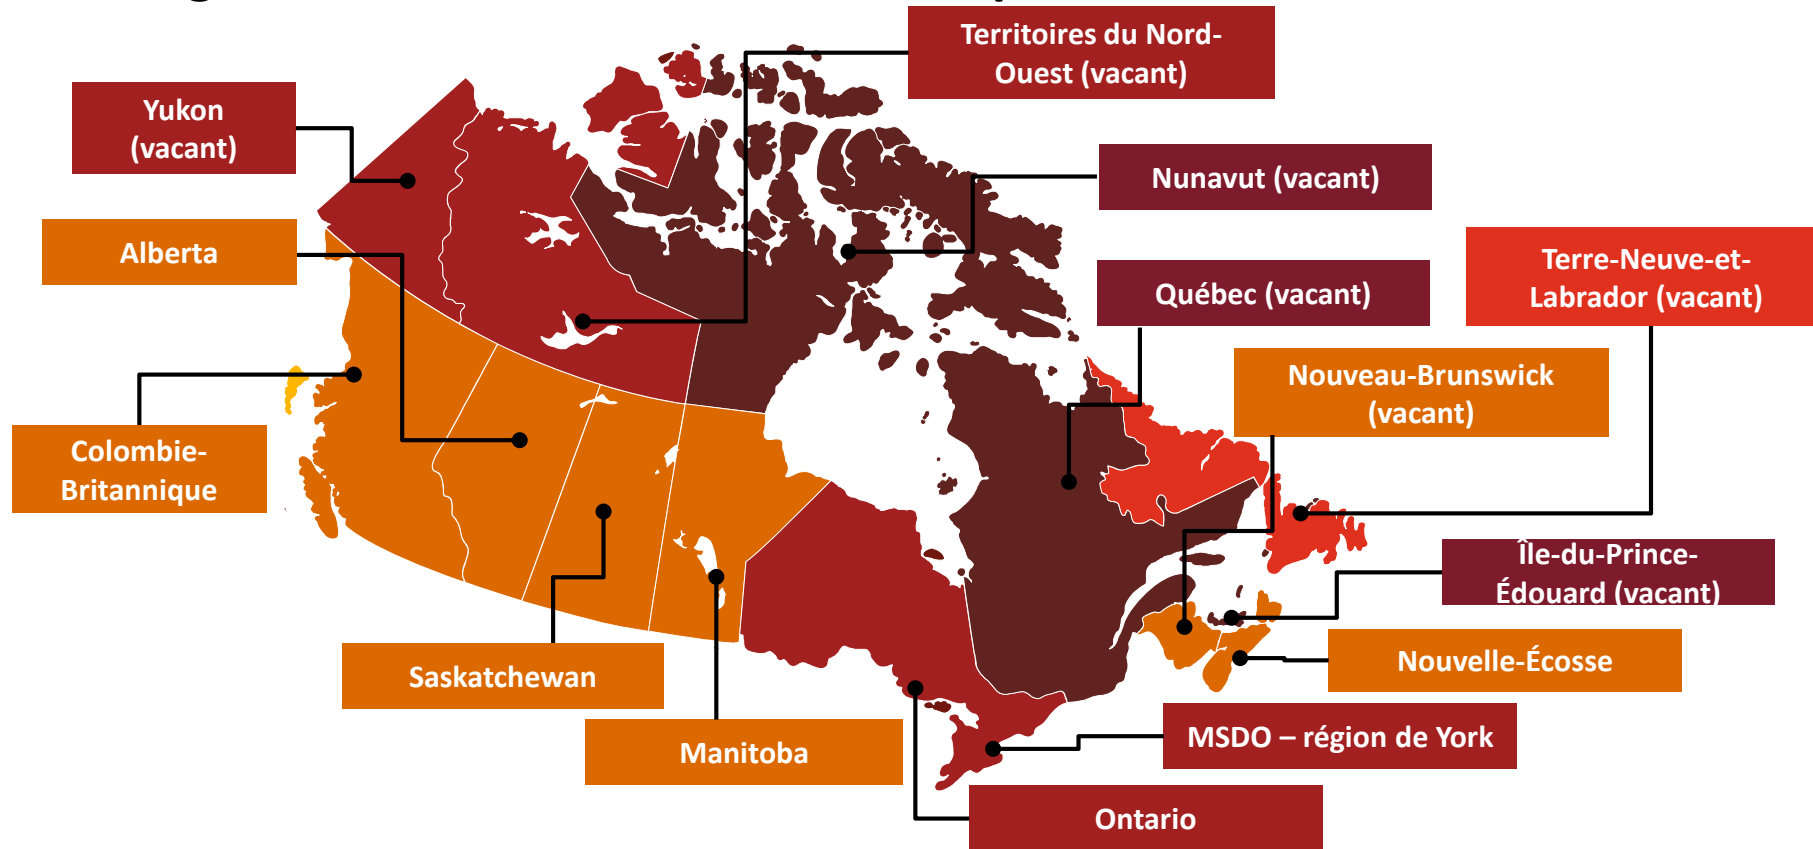 Territoires du Nord-
Ouest (vacant)
Yukon
(vacant)
Nunavut (vacant)
Alberta
Québec (vacant)
Terre-Neuve-et-
Labrador (vacant)
Nouveau-Brunswick
(vacant)
Colombie-
Britannique
Île-du-Prince-
Édouard (vacant)
Saskatchewan
Nouvelle-Écosse
Manitoba
MSDO – région de York
Ontario